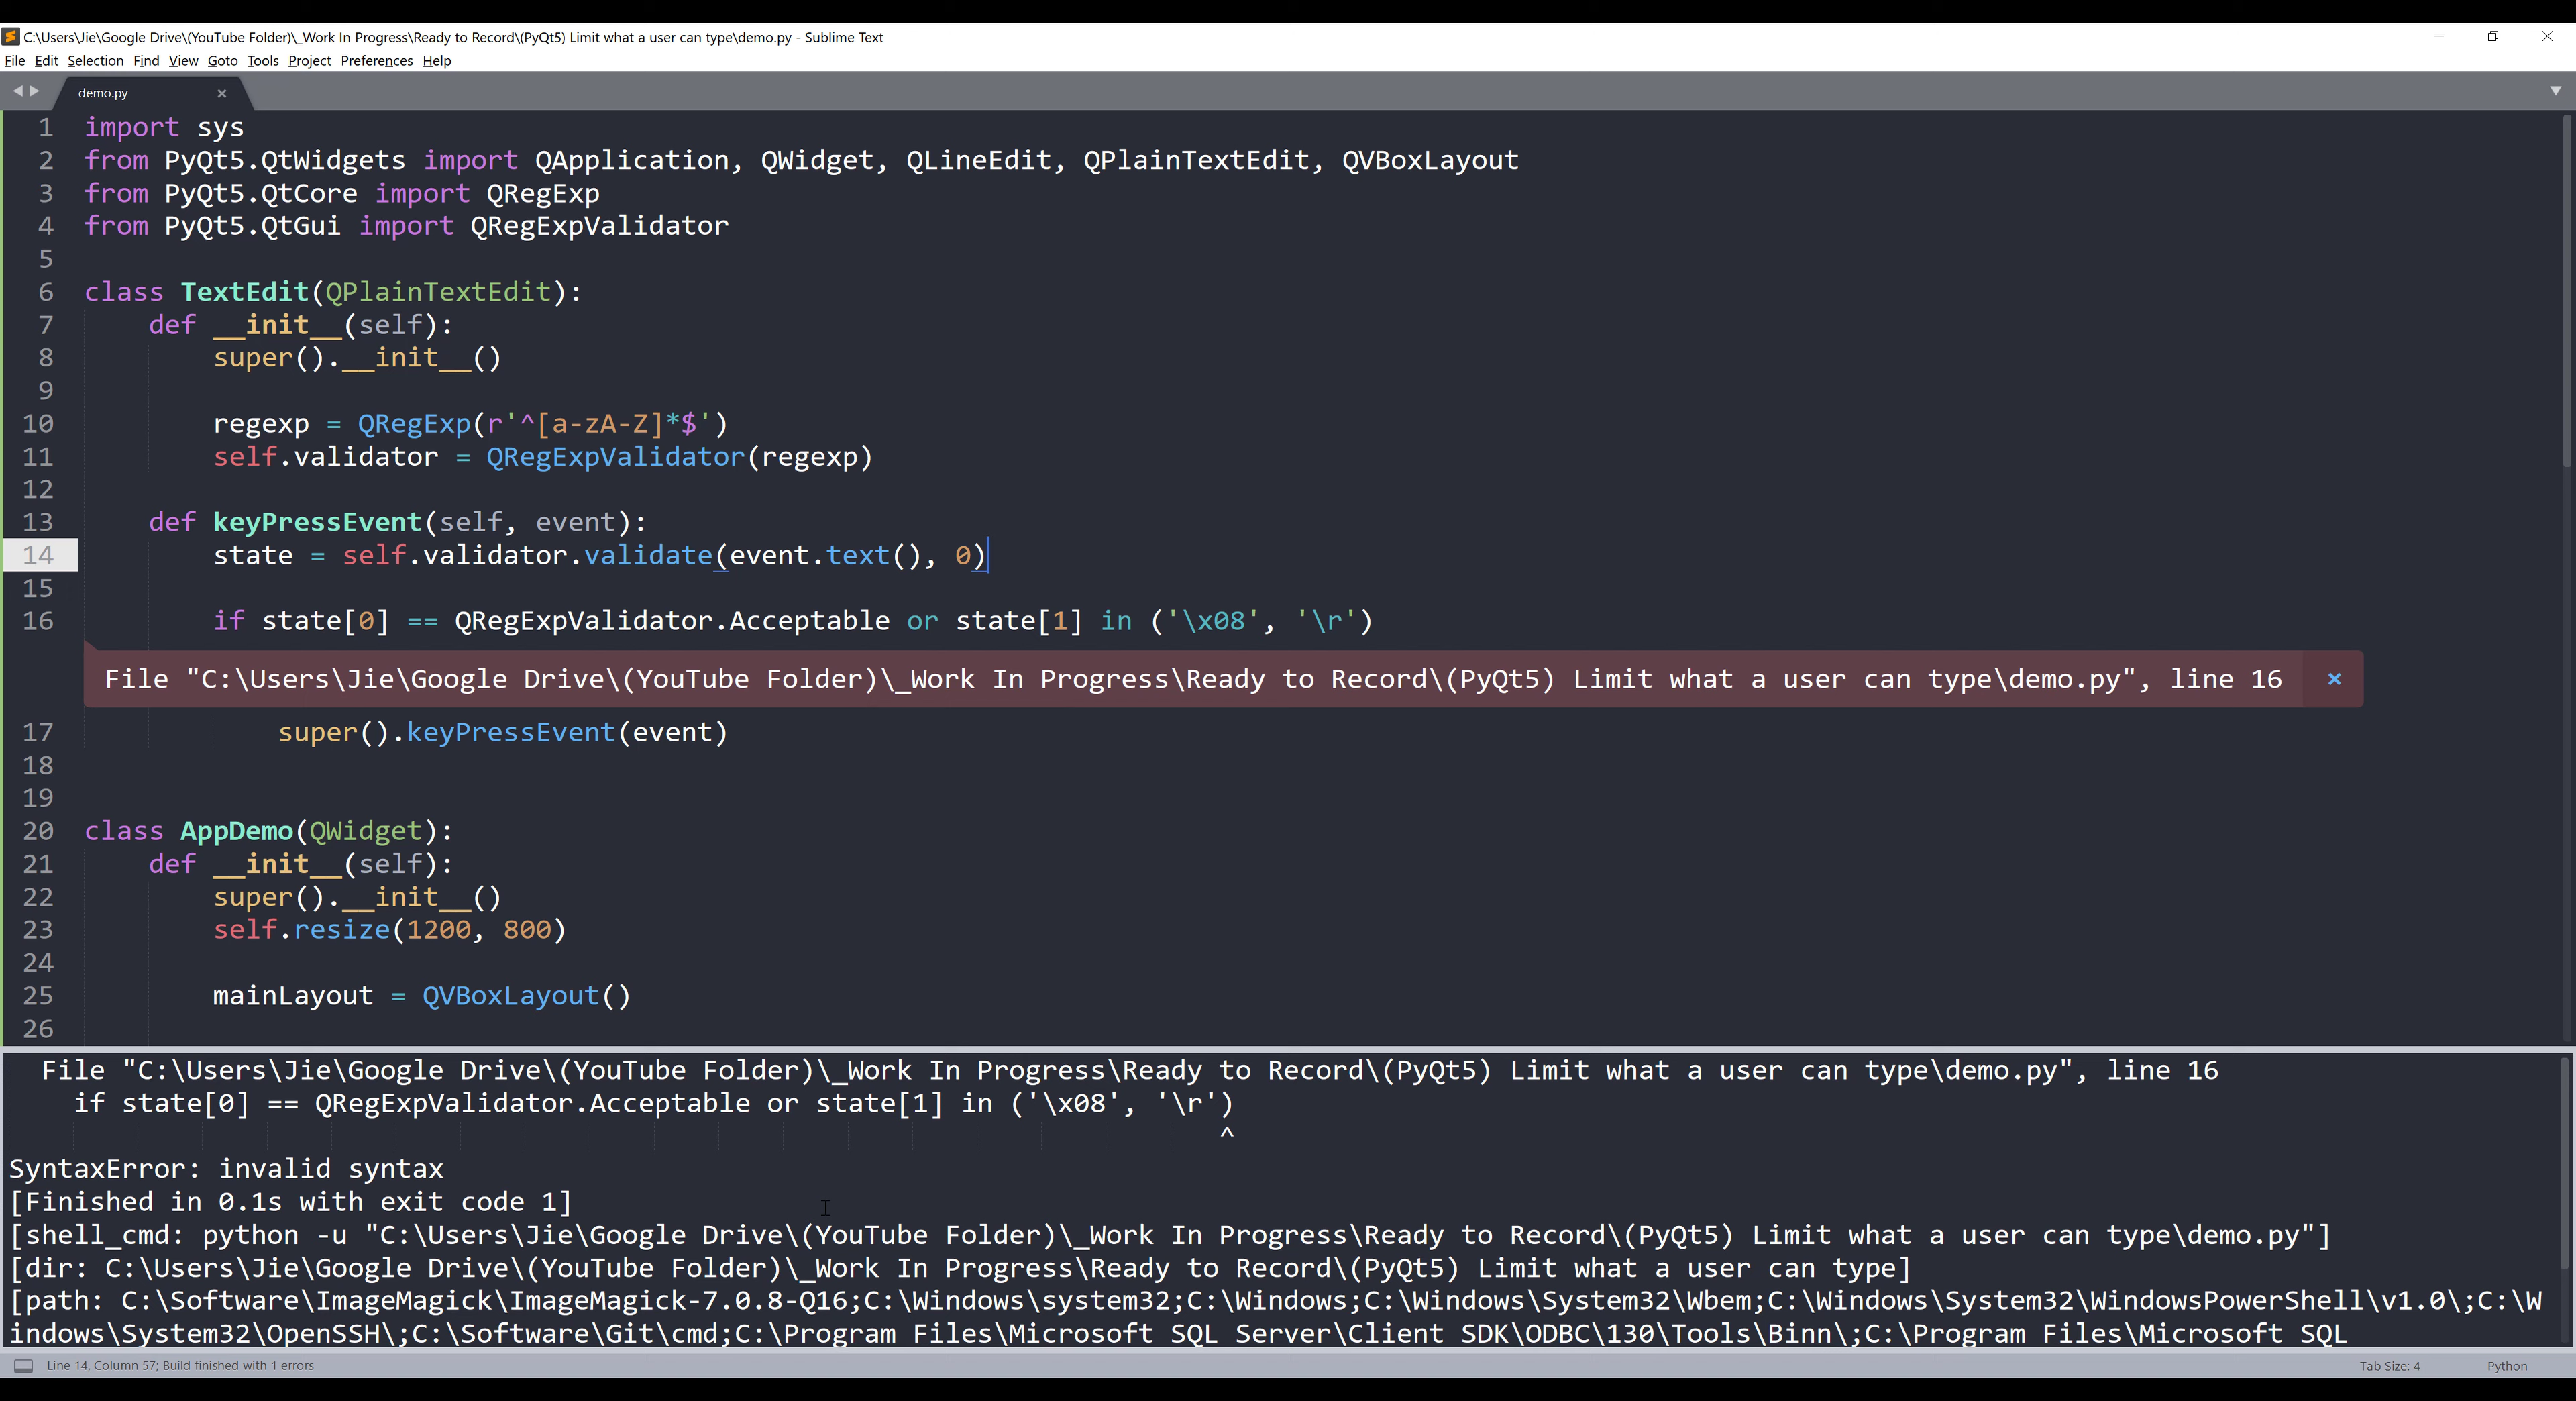 C:\Users\Jie\Google Drive\(YouTube Folder)\_Work In Progress\Ready to Record\(PyQt5) Limit what a user can type\demo.py - Sublime Text
File Edit Selection Find View Goto Tools Project Preferences Help
demo.py
1 import sys
2 from PyQt5.QtWidgets import QApplication, QWidget, QLineEdit, QPlainTextEdit, QVBoxLayout
3 from PyQt5.QtCore import QRegExp
4 from PyQt5.QtGui import QRegExpValidator
5
6 class TextEdit(QPlainTextEdit):
7     def __init__(self):
8         super().__init__()
9
10         regexp = QRegExp(r'^[a-zA-Z]*$')
11         self.validator = QRegExpValidator(regexp)
12
13     def keyPressEvent(self, event):
14         state = self.validator.validate(event.text(), 0)
15
16         if state[0] == QRegExpValidator.Acceptable or state[1] in ('\x08', '\r')
File "C:\Users\Jie\Google Drive\(YouTube Folder)\_Work In Progress\Ready to Record\(PyQt5) Limit what a user can type\demo.py", line 16 ×
17             super().keyPressEvent(event)
18
19
20 class AppDemo(QWidget):
21     def __init__(self):
22         super().__init__()
23         self.resize(1200, 800)
24
25         mainLayout = QVBoxLayout()
26
  File "C:\Users\Jie\Google Drive\(YouTube Folder)\_Work In Progress\Ready to Record\(PyQt5) Limit what a user can type\demo.py", line 16
    if state[0] == QRegExpValidator.Acceptable or state[1] in ('\x08', '\r')
^
SyntaxError: invalid syntax
[Finished in 0.1s with exit code 1]
[shell_cmd: python -u "C:\Users\Jie\Google Drive\(YouTube Folder)\_Work In Progress\Ready to Record\(PyQt5) Limit what a user can type\demo.py"]
[dir: C:\Users\Jie\Google Drive\(YouTube Folder)\_Work In Progress\Ready to Record\(PyQt5) Limit what a user can type]
[path: C:\Software\ImageMagick\ImageMagick-7.0.8-Q16;C:\Windows\system32;C:\Windows;C:\Windows\System32\Wbem;C:\Windows\System32\WindowsPowerShell\v1.0\;C:\W
indows\System32\OpenSSH\;C:\Software\Git\cmd;C:\Program Files\Microsoft SQL Server\Client SDK\ODBC\130\Tools\Binn\;C:\Program Files\Microsoft SQL
Line 14, Column 57; Build finished with 1 errors Tab Size: 4 Python